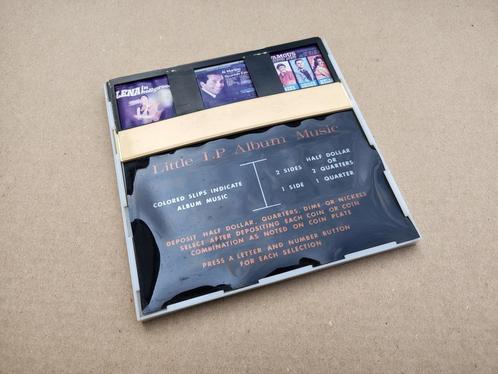 LENA
FAMOUS
Little LP Album Music
COLORED SLIPS INDICATE
ALBUM MUSIC
2 SIDES
HALF DOLLAR
OR
2 QUARTERS
1 SIDE
1 QUARTER
DEPOSIT HALF DOLLAR, QUARTERS, DIME OR NICKELS
SELECT AFTER DEPOSITING EACH COIN OR COIN
COMBINATION AS NOTED ON COIN PLATE
PRESS A LETTER AND NUMBER BUTTON
FOR EACH SELECTION